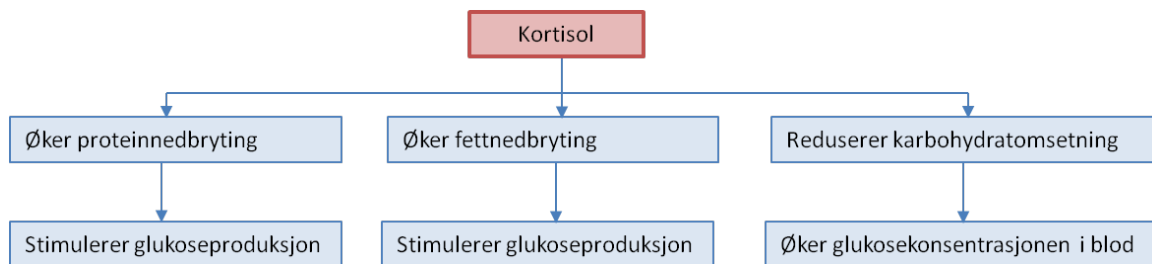 Kortisol
Øker proteinnedbryting
Øker fettnedbryting
Reduserer karbohydratomsetning
Stimulerer glukoseproduksjon
Stimulerer glukoseproduksjon
Øker glukosekonsentrasjonen i blod